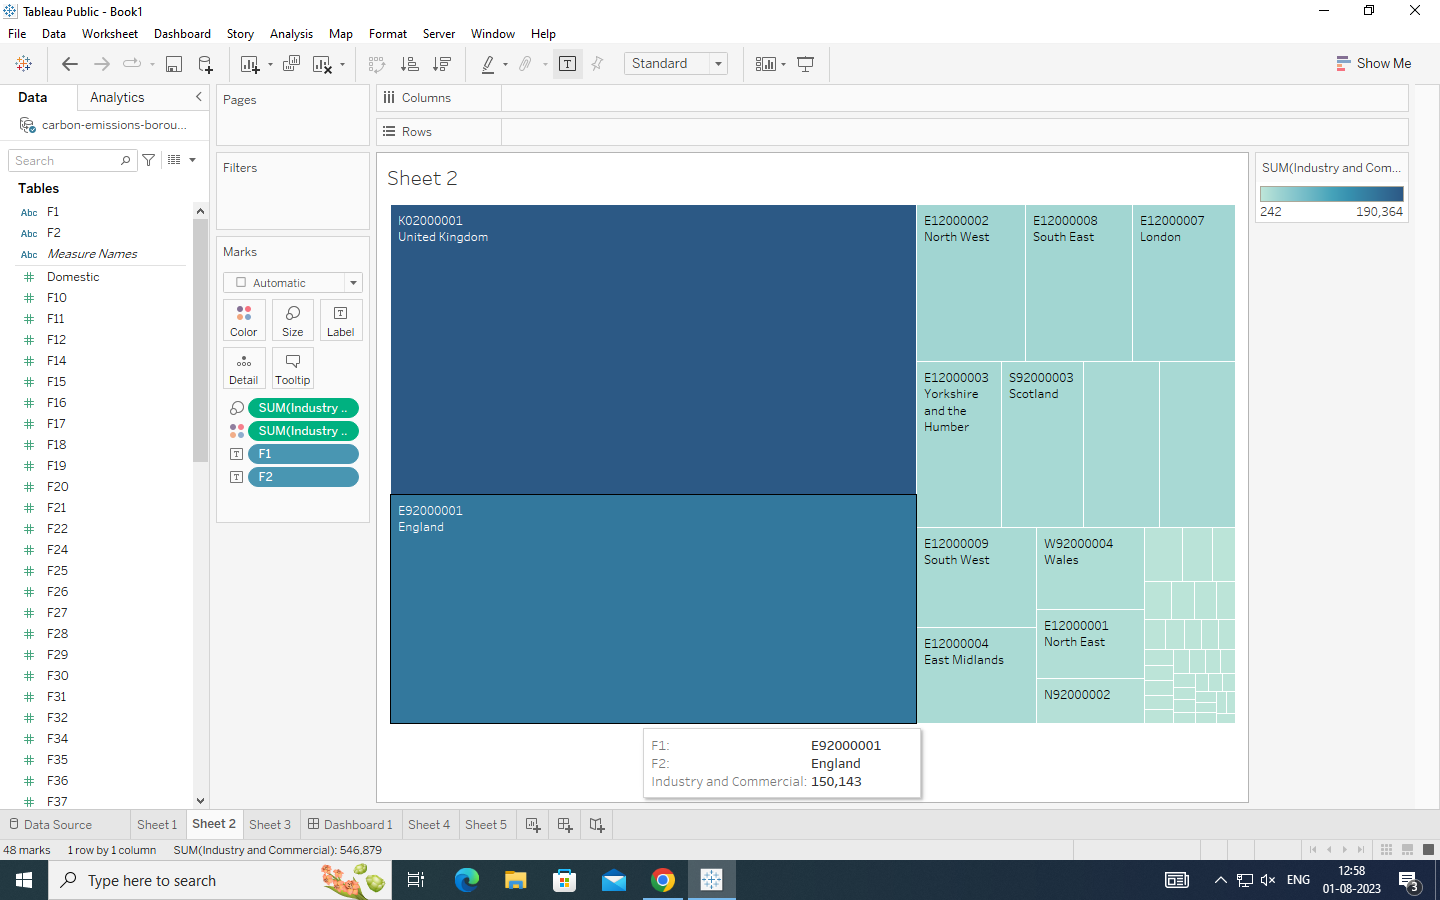 Tableau Public - Book1
File Data Worksheet Dashboard Story Analysis Map Format Server Window Help
Standard
Show Me
Data Analytics
carbon-emissions-borou...
Search
Tables
Abc F1
Abc F2
Abc Measure Names
Domestic
F10
F11
F12
F14
F15
F16
F17
F18
F19
F20
F21
F22
F24
F25
F26
F27
F28
F29
F30
F31
F32
F34
F35
F36
F37
Pages
Filters
Marks
Automatic
Color Size Label
Detail Tooltip
SUM(Industry ..
SUM(Industry ..
F1
F2
Columns
Rows
Sheet 2
K02000001
United Kingdom
E92000001
England
E12000002
North West
E12000008
South East
E12000007
London
E12000003
Yorkshire
and the
Humber
S92000003
Scotland
E12000009
South West
W92000004
Wales
E12000001
North East
E12000004
East Midlands
N92000002
F1: E92000001
F2: England
Industry and Commercial: 150,143
SUM(Industry and Com...
242 190,364
Data Source Sheet 1 Sheet 2 Sheet 3 Dashboard 1 Sheet 4 Sheet 5
48 marks 1 row by 1 column SUM(Industry and Commercial): 546,879
Type here to search
ENG
12:58
01-08-2023
3